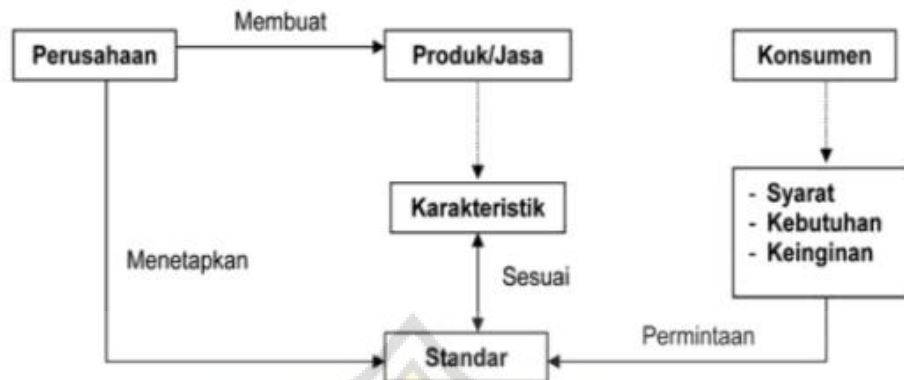 Membuat
Perusahaan
Produk/Jasa
Konsumen
Karakteristik
- Syarat
- Kebutuhan
- Keinginan
Menetapkan
Sesuai
Standar
Permintaan